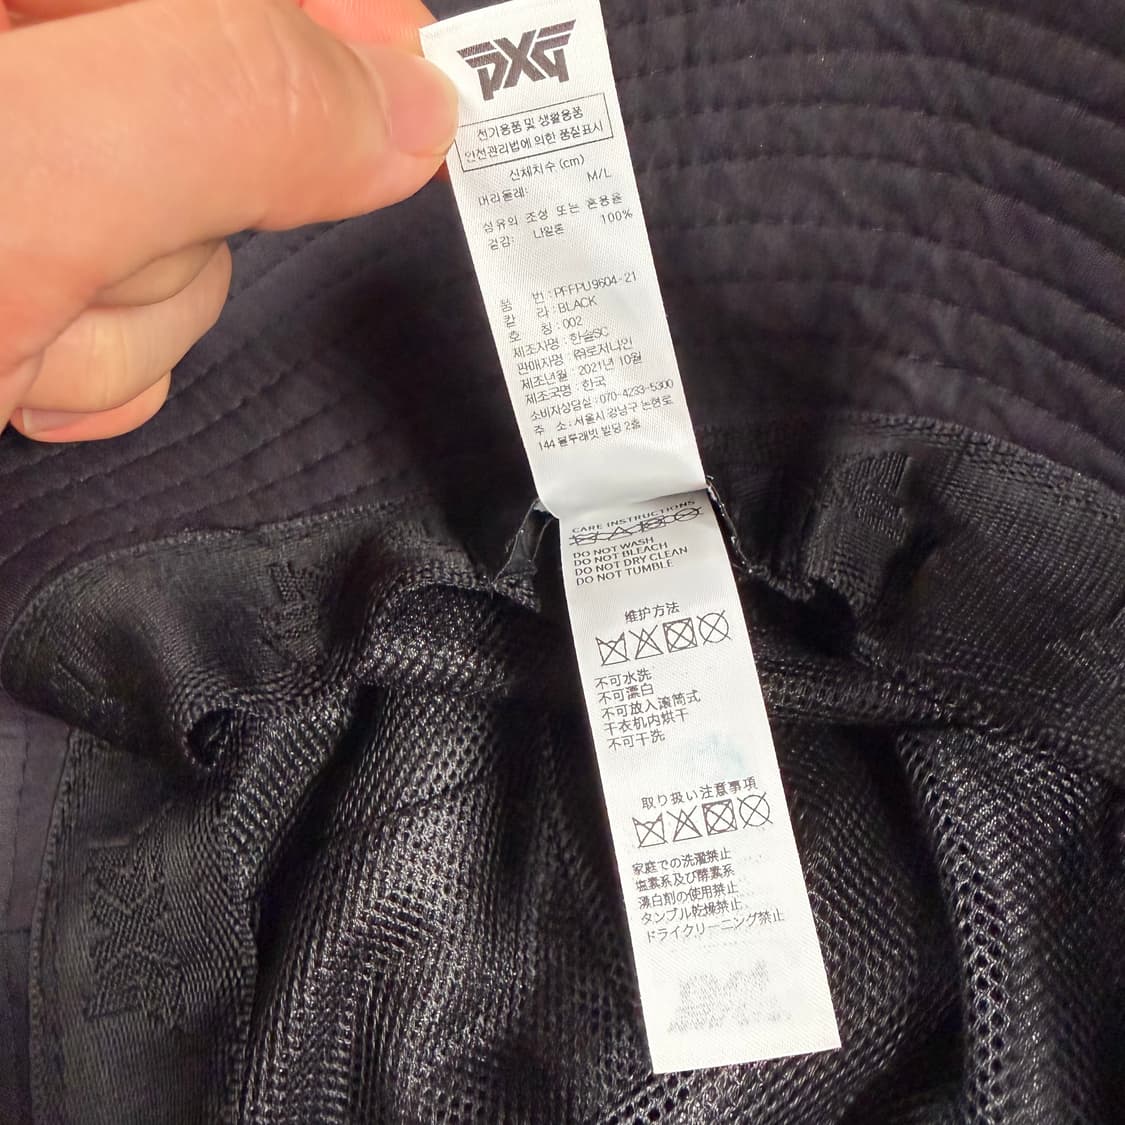 PXG
전기용품 및 생활용품
안전관리법에 의한 품질표시
신체치수 (cm)
머리둘레: M/L
섬유의 조성 또는 혼용율
겉감: 나일론 100%
품 번 : PFFPU9604-21
칼 라 : BLACK
호 칭 : 002
제조자명 : 한솔SC
판매자명 : ㈜로저나인
제조년월 : 2021년 10월
제조국명 : 한국
소비자상담실 : 070-4233-5300
주 소 : 서울시 강남구 논현로
144 블루래빗 빌딩 2층
CARE INSTRUCTIONS
DO NOT WASH
DO NOT BLEACH
DO NOT DRY CLEAN
DO NOT TUMBLE
维护方法
不可水洗
不可漂白
不可放入滚筒式
干衣机内烘干
不可干洗
取り扱い注意事項
家庭での洗濯禁止
塩素系及び酵素系
漂白剤の使用禁止
タンブル乾燥禁止
ドライクリーニング禁止